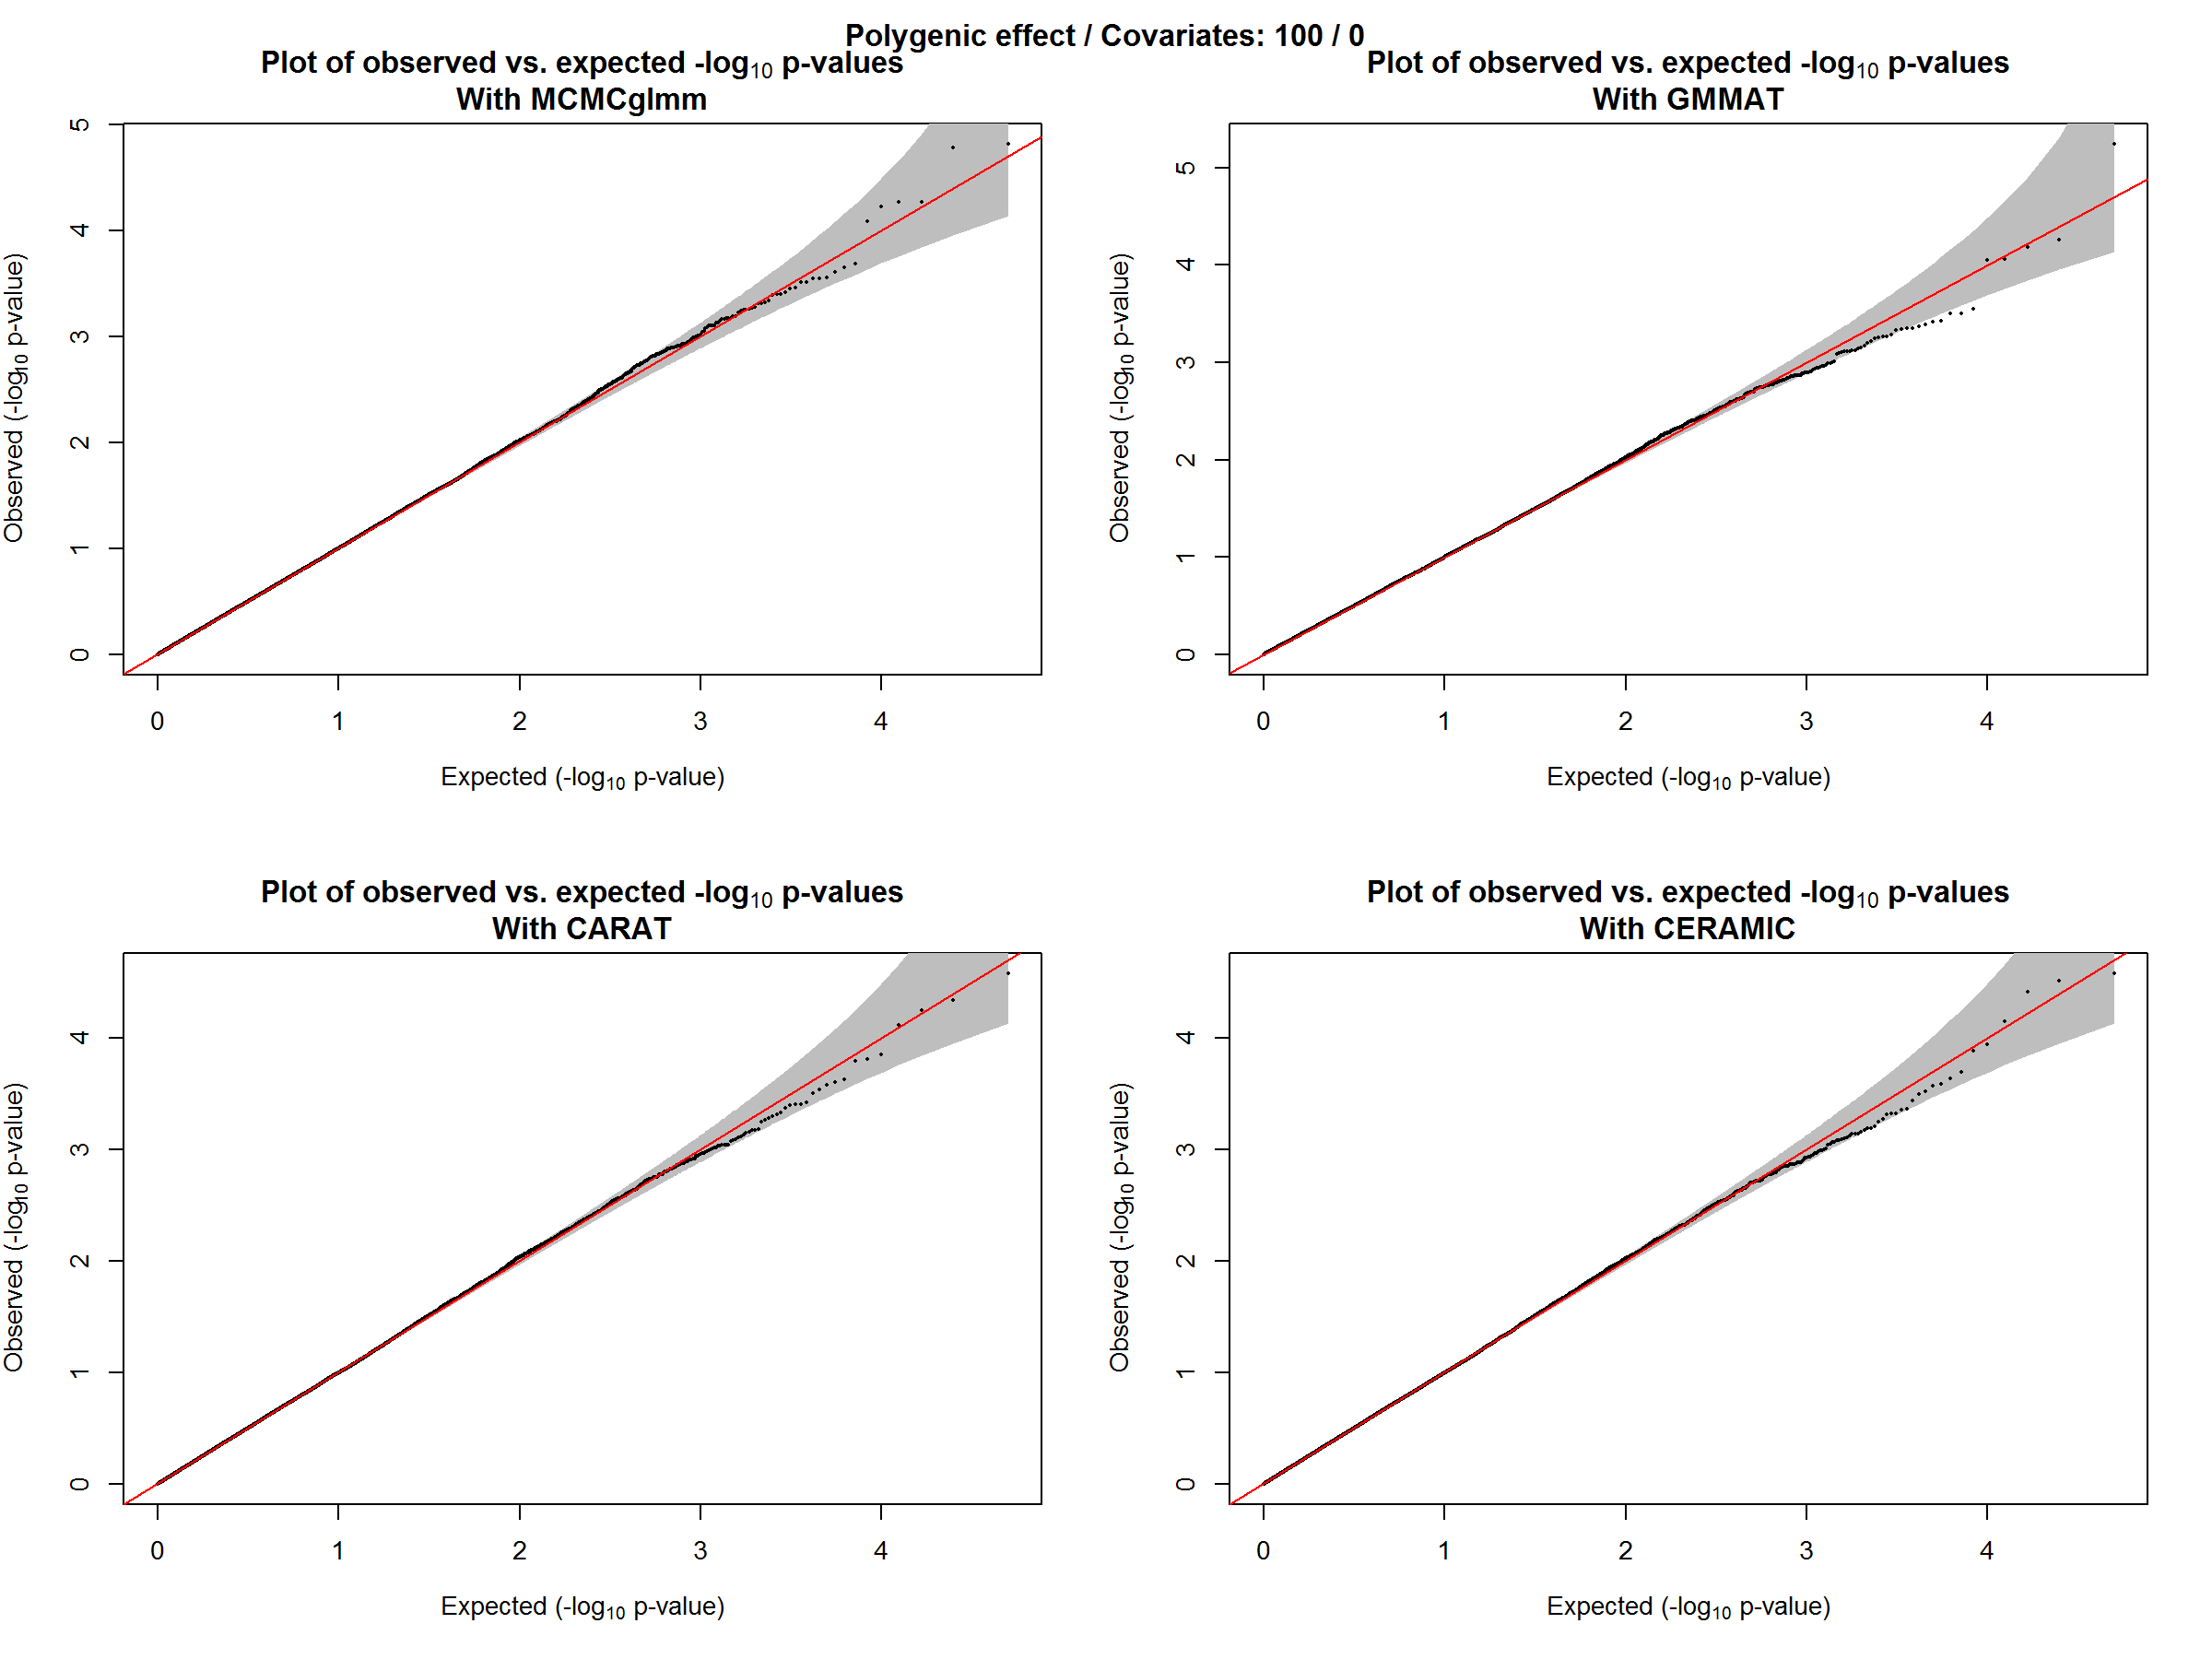 Polygenic effect / Covariates: 100 / 0
Plot of observed vs. expected -log10 p-values
With MCMCglmm
5
4
3
2
1
0
Observed (-log10 p-value)
0 1 2 3 4
Expected (-log10 p-value)
Plot of observed vs. expected -log10 p-values
With GMMAT
5
4
3
2
1
0
Observed (-log10 p-value)
0 1 2 3 4
Expected (-log10 p-value)
Plot of observed vs. expected -log10 p-values
With CARAT
4
3
2
1
0
Observed (-log10 p-value)
0 1 2 3 4
Expected (-log10 p-value)
Plot of observed vs. expected -log10 p-values
With CERAMIC
4
3
2
1
0
Observed (-log10 p-value)
0 1 2 3 4
Expected (-log10 p-value)